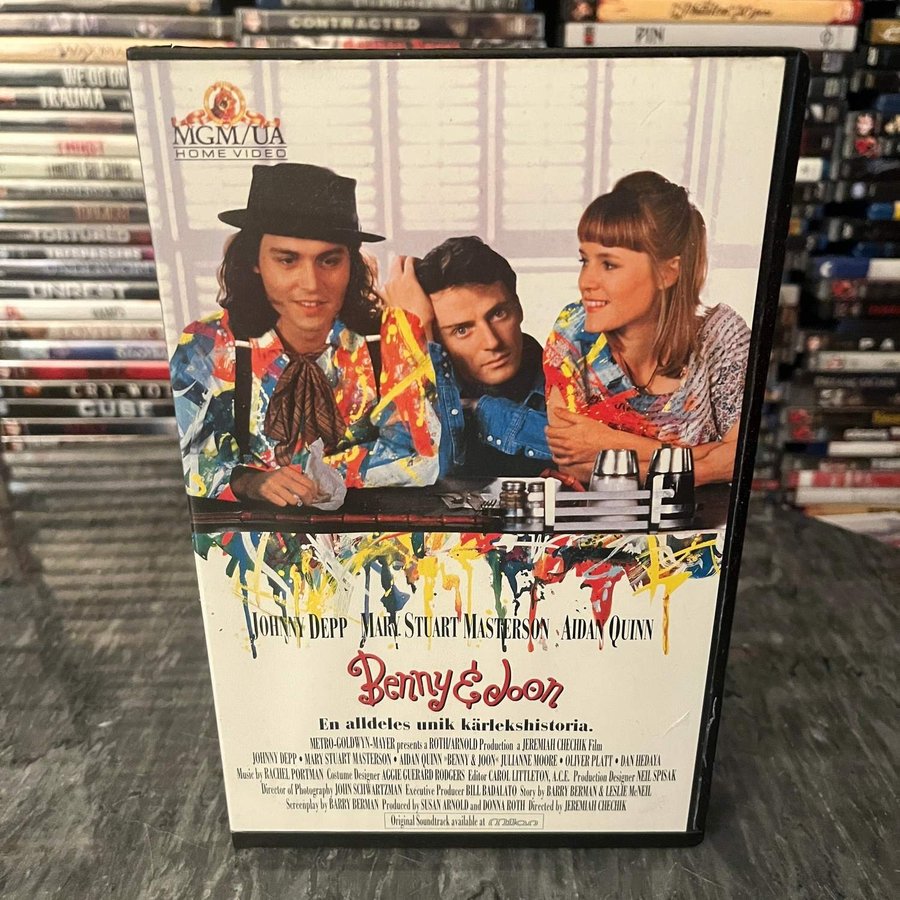 CONTRACTED
PIN
TRAUMA
TORTURED
UNREST
CUBE
MGM/UA
HOME VIDEO
JOHNNY DEPP MARY STUART MASTERSON AIDAN QUINN
Benny & Joon
En alldeles unik kärlekshistoria.
METRO-GOLDWYN-MAYER presents a ROTH/ARNOLD Production a JEREMIAH CHECHIK Film
JOHNNY DEPP • MARY STUART MASTERSON • AIDAN QUINN "BENNY & JOON" JULIANNE MOORE • OLIVER PLATT • DAN HEDAYA
Music by RACHEL PORTMAN Costume Designer AGGIE GUERARD RODGERS Editor CAROL LITTLETON, A.C.E. Production Designer NEIL SPISAK
Director of Photography JOHN SCHWARTZMAN Executive Producer BILL BADALATO Story by BARRY BERMAN & LESLIE McNEIL
Screenplay by BARRY BERMAN Produced by SUSAN ARNOLD and DONNA ROTH Directed by JEREMIAH CHECHIK
Original Soundtrack available at milan